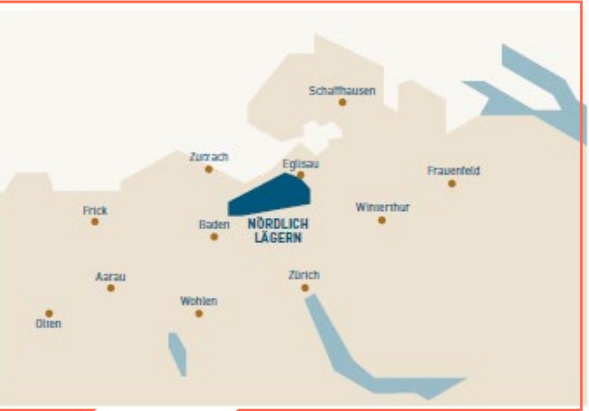 Schaffhausen
Zurzach
Eglisau
Frauenfeld
Frick
Baden
NÖRDLICH
LÄGERN
Winterthur
Aarau
Zürich
Wohlen
Olten